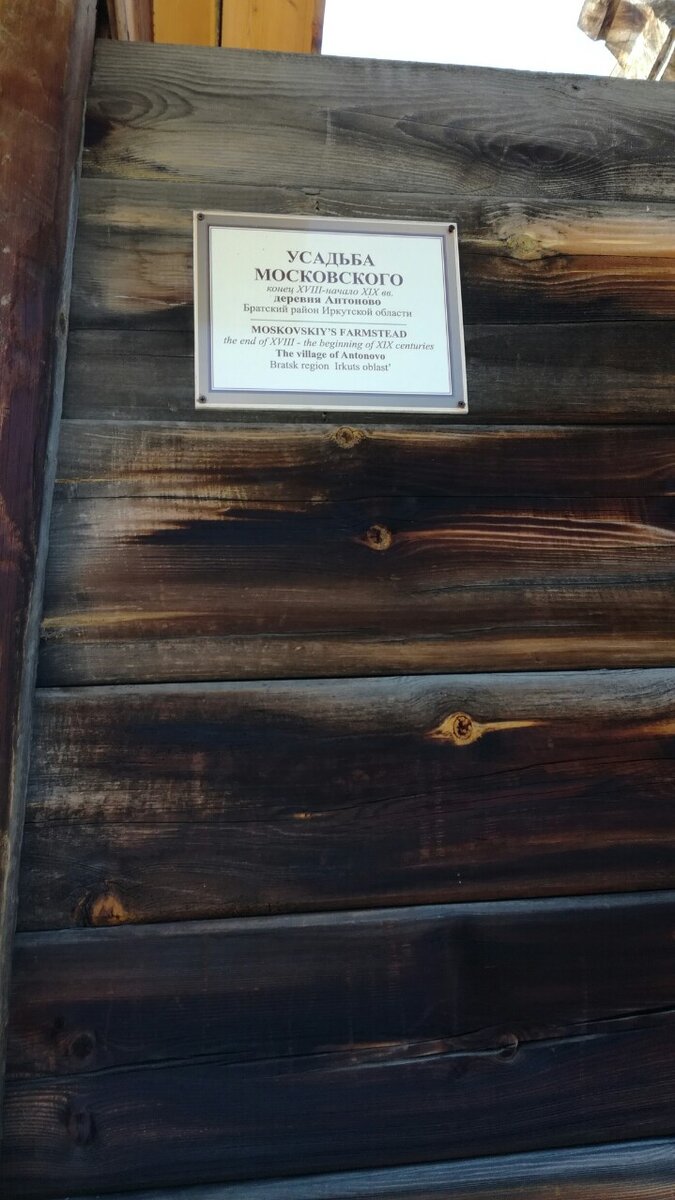 УСАДЬБА
МОСКОВСКОГО
конец XVIII-начало XIX вв.
деревня Антоново
Братский район Иркутской области
MOSKOVSKIY'S FARMSTEAD
the end of XVIII - the beginning of XIX centuries
The village of Antonovo
Bratsk region Irkuts oblast'